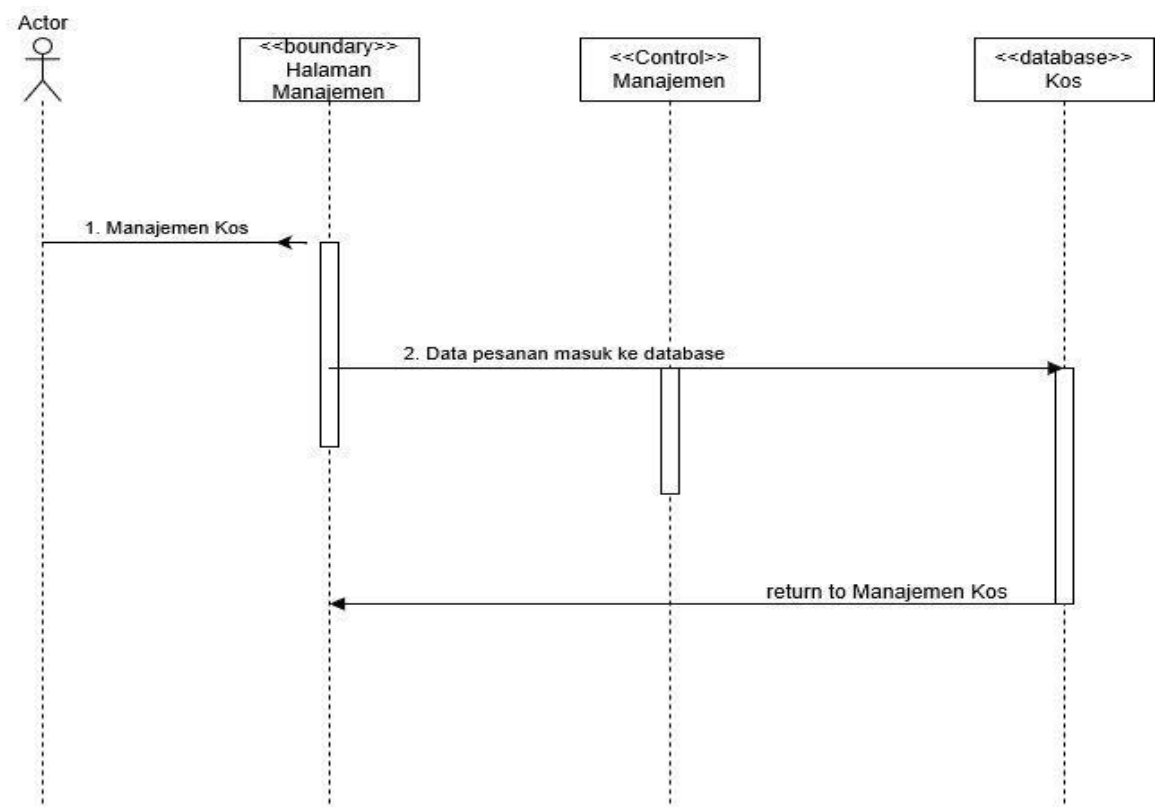 Actor
<<boundary>>
Halaman
Manajemen
<<Control>>
Manajemen
<<database>>
Kos
1. Manajemen Kos
2. Data pesanan masuk ke database
return to Manajemen Kos